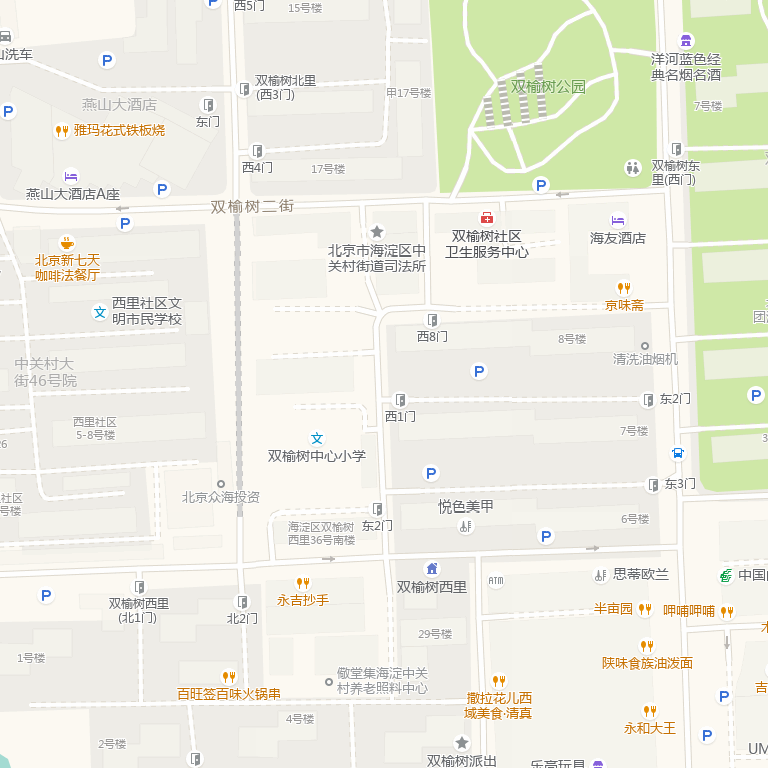 西5门
15号楼
山洗车
P
P
洋河蓝色经
典名烟名酒
双榆树北里
(西3门)
双榆树公园
甲17号楼
燕山大酒店
7号楼
P
东门
雅玛花式铁板烧
西4门
17号楼
双榆树东
里(西门)
燕山大酒店A座
P
P
双榆树二街
P
双榆树社区
卫生服务中心
海友酒店
北京市海淀区中
关村街道司法所
北京新七天
咖啡法餐厅
西里社区文
明市民学校
文
京味斋
西8门
8号楼
清洗油烟机
中关村大
街46号院
P
P
西1门
东2门
西里社区
5-8号楼
7号楼
文
双榆树中心小学
P
东3门
北京众海投资
悦色美甲
海淀区双榆树
西里36号南楼
东2门
6号楼
P
双榆树西里
ATM
思蒂欧兰
中国
P
双榆树西里
(北1门)
北2门
永吉抄手
半亩园
呷哺呷哺
29号楼
1号楼
陕味食族油泼面
百旺签百味火锅串
敬堂集海淀中关
村养老照料中心
撒拉花儿西
域美食·清真
吉
P
4号楼
永和大王
P
2号楼
双榆树派出
乐高玩具
UM